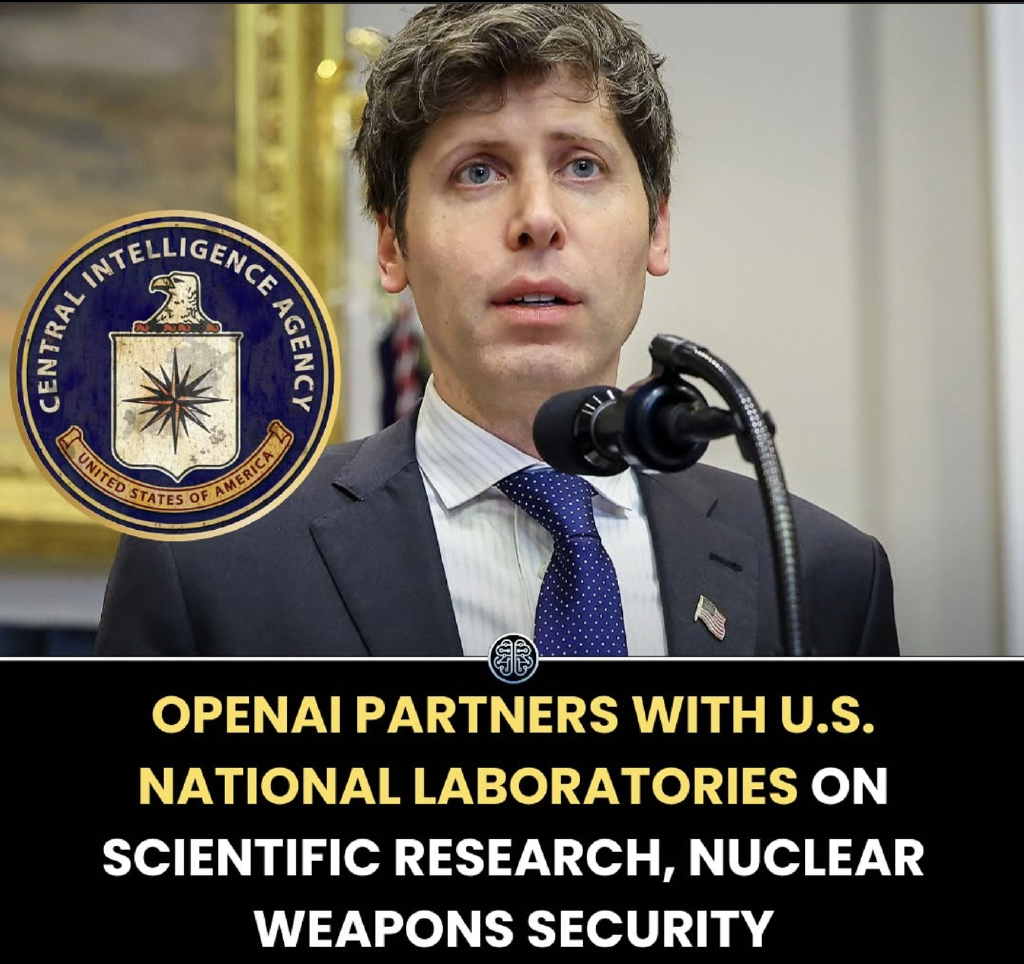 CENTRAL INTELLIGENCE AGENCY
UNITED STATES OF AMERICA
OPENAI PARTNERS WITH U.S.
NATIONAL LABORATORIES ON
SCIENTIFIC RESEARCH, NUCLEAR
WEAPONS SECURITY